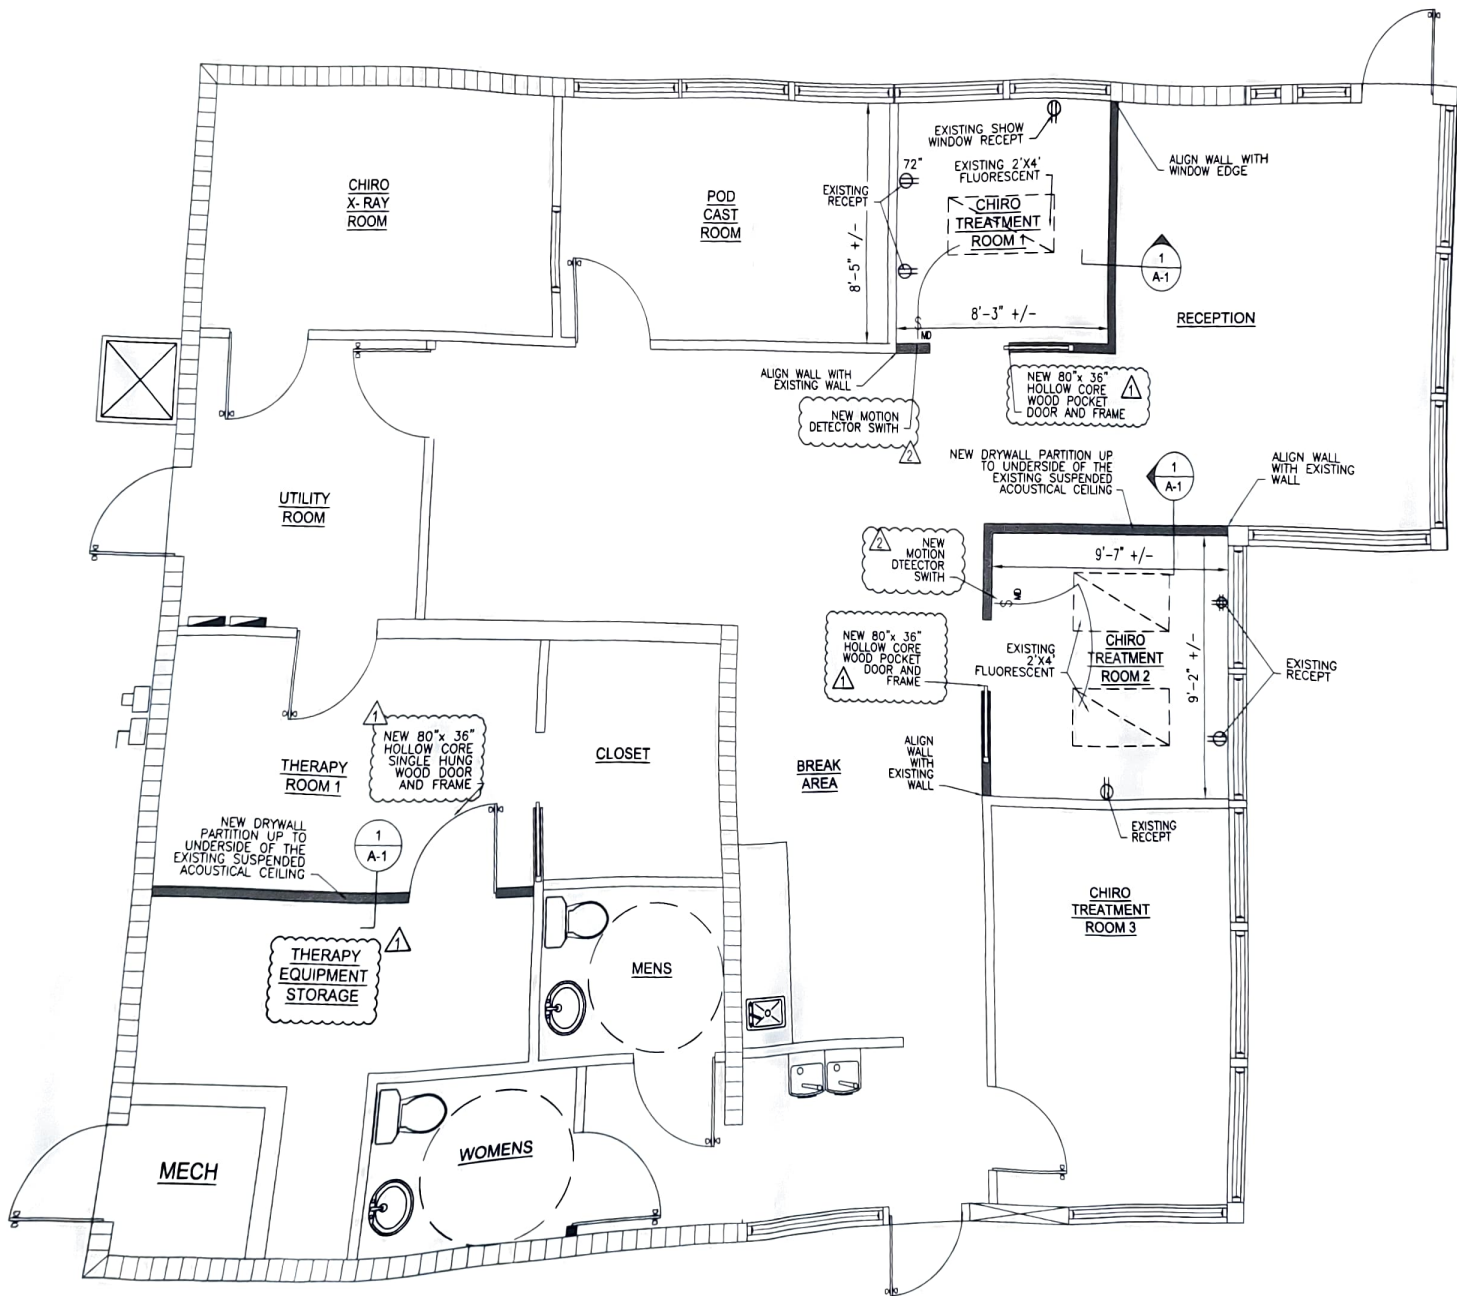 CHIRO
X- RAY
ROOM
POD
CAST
ROOM
8'-5" +/-
EXISTING SHOW
WINDOW RECEPT
72"
EXISTING 2'X4'
FLUORESCENT
EXISTING
RECEPT
CHIRO
TREATMENT
ROOM 1
8'-3" +/-
$
MD
ALIGN WALL WITH
WINDOW EDGE
1
A-1
RECEPTION
ALIGN WALL WITH
EXISTING WALL
NEW MOTION
DETECTOR SWITH
2
NEW 80"x 36"
HOLLOW CORE
WOOD POCKET
DOOR AND FRAME
1
NEW DRYWALL PARTITION UP
TO UNDERSIDE OF THE
EXISTING SUSPENDED
ACOUSTICAL CEILING
1
A-1
ALIGN WALL
WITH EXISTING
WALL
UTILITY
ROOM
2
NEW
MOTION
DTEECTOR
SWITH
9'-7" +/-
$
MD
NEW 80"x 36"
HOLLOW CORE
WOOD POCKET
DOOR AND
FRAME
1
EXISTING
2'X4'
FLUORESCENT
CHIRO
TREATMENT
ROOM 2
9'-2" +/-
EXISTING
RECEPT
1
NEW 80"x 36"
HOLLOW CORE
SINGLE HUNG
WOOD DOOR
AND FRAME
THERAPY
ROOM 1
CLOSET
BREAK
AREA
ALIGN
WALL
WITH
EXISTING
WALL
EXISTING
RECEPT
NEW DRYWALL
PARTITION UP TO
UNDERSIDE OF THE
EXISTING SUSPENDED
ACOUSTICAL CEILING
1
A-1
CHIRO
TREATMENT
ROOM 3
THERAPY
EQUIPMENT
STORAGE
1
MENS
WOMENS
MECH